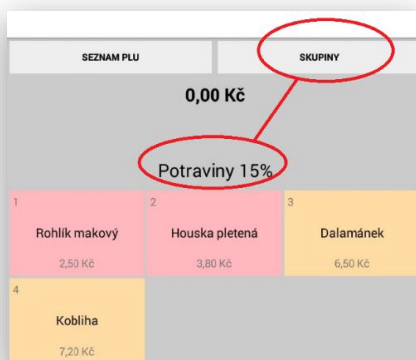 SEZNAM PLU SKUPINY
0,00 Kč
Potraviny 15%
1 2 3
Rohlík makový Houska pletená Dalamánek
2,50 Kč 3,80 Kč 6,50 Kč
4
Kobliha
7,20 Kč